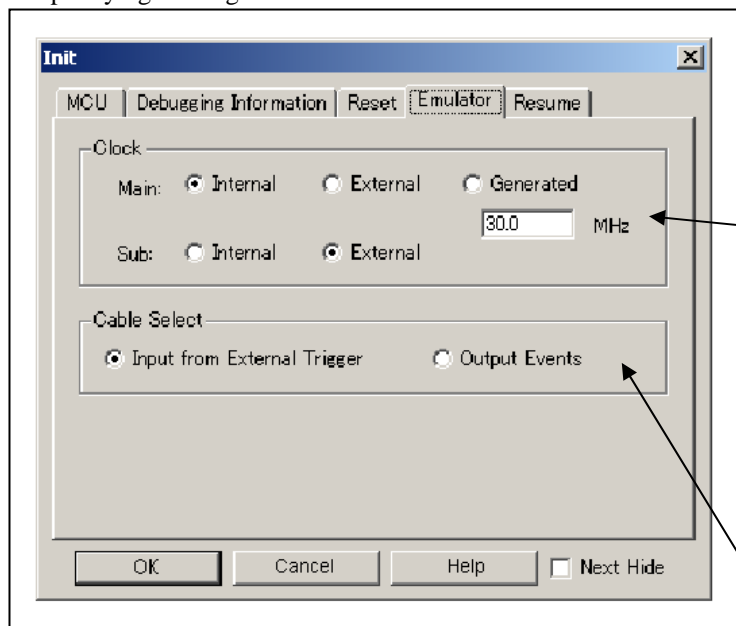 Init
MCU Debugging Information Reset Emulator Resume
Clock
Main: Internal External Generated
30.0 MHz
Sub: Internal External
Cable Select
Input from External Trigger Output Events
OK Cancel Help Next Hide